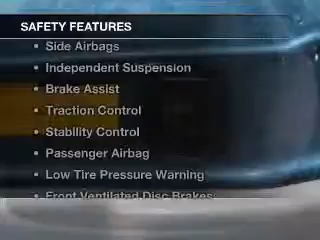 SAFETY FEATURES
• Side Airbags
• Independent Suspension
• Brake Assist
• Traction Control
• Stability Control
• Passenger Airbag
• Low Tire Pressure Warning
• Front Ventilated Disc Brakes